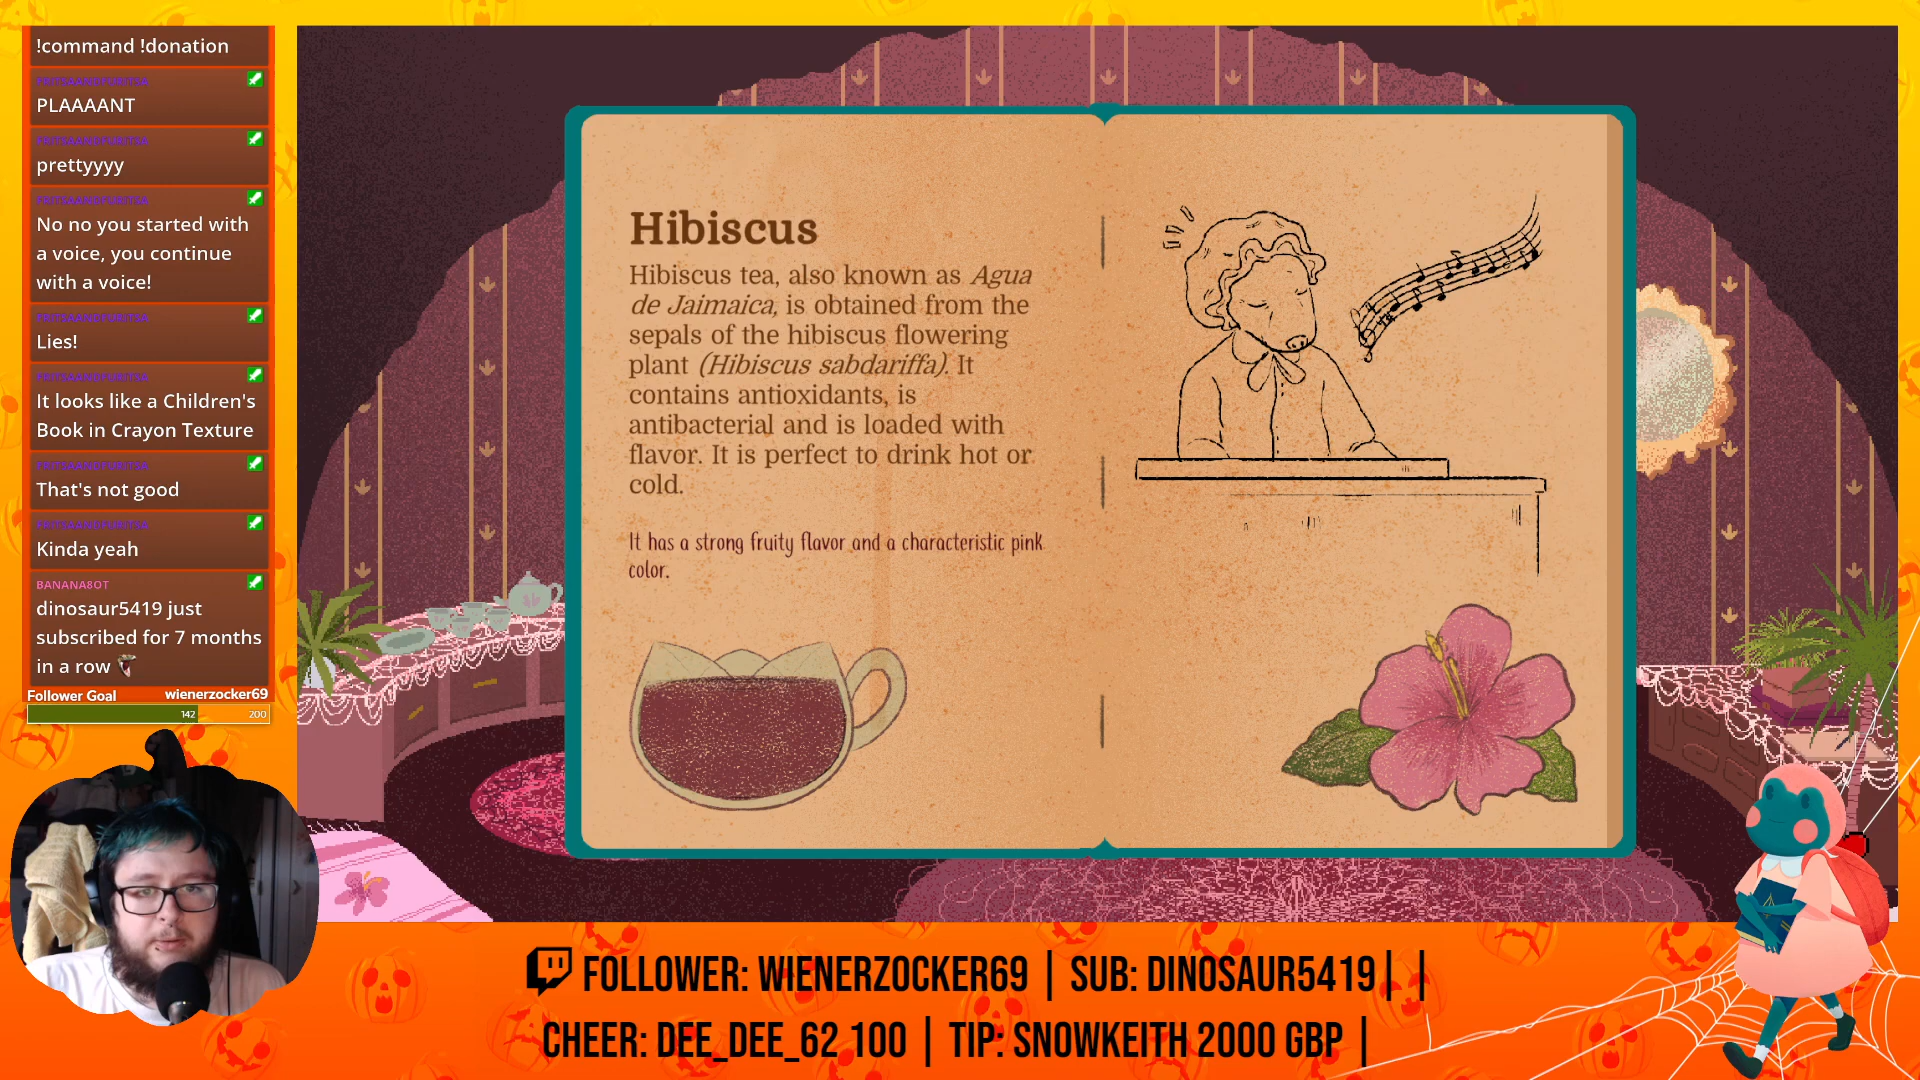 !command !donation
PLAAAANT
prettyyyy
No no you started with
a voice, you continue
with a voice!
Lies!
It looks like a Children's
Book in Crayon Texture
That's not good
Kinda yeah
BANANA8OT
dinosaur5419 just
subscribed for 7 months
in a row
Follower Goal wienerzocker69
142 200
Hibiscus
Hibiscus tea, also known as Agua
de Jaimaica, is obtained from the
sepals of the hibiscus flowering
plant (Hibiscus sabdariffa). It
contains antioxidants, is
antibacterial and is loaded with
flavor. It is perfect to drink hot or
cold.
It has a strong fruity flavor and a characteristic pink
color.
FOLLOWER: WIENERZOCKER69 | SUB: DINOSAUR5419 | |
CHEER: DEE_DEE_62 100 | TIP: SNOWKEITH 2000 GBP |